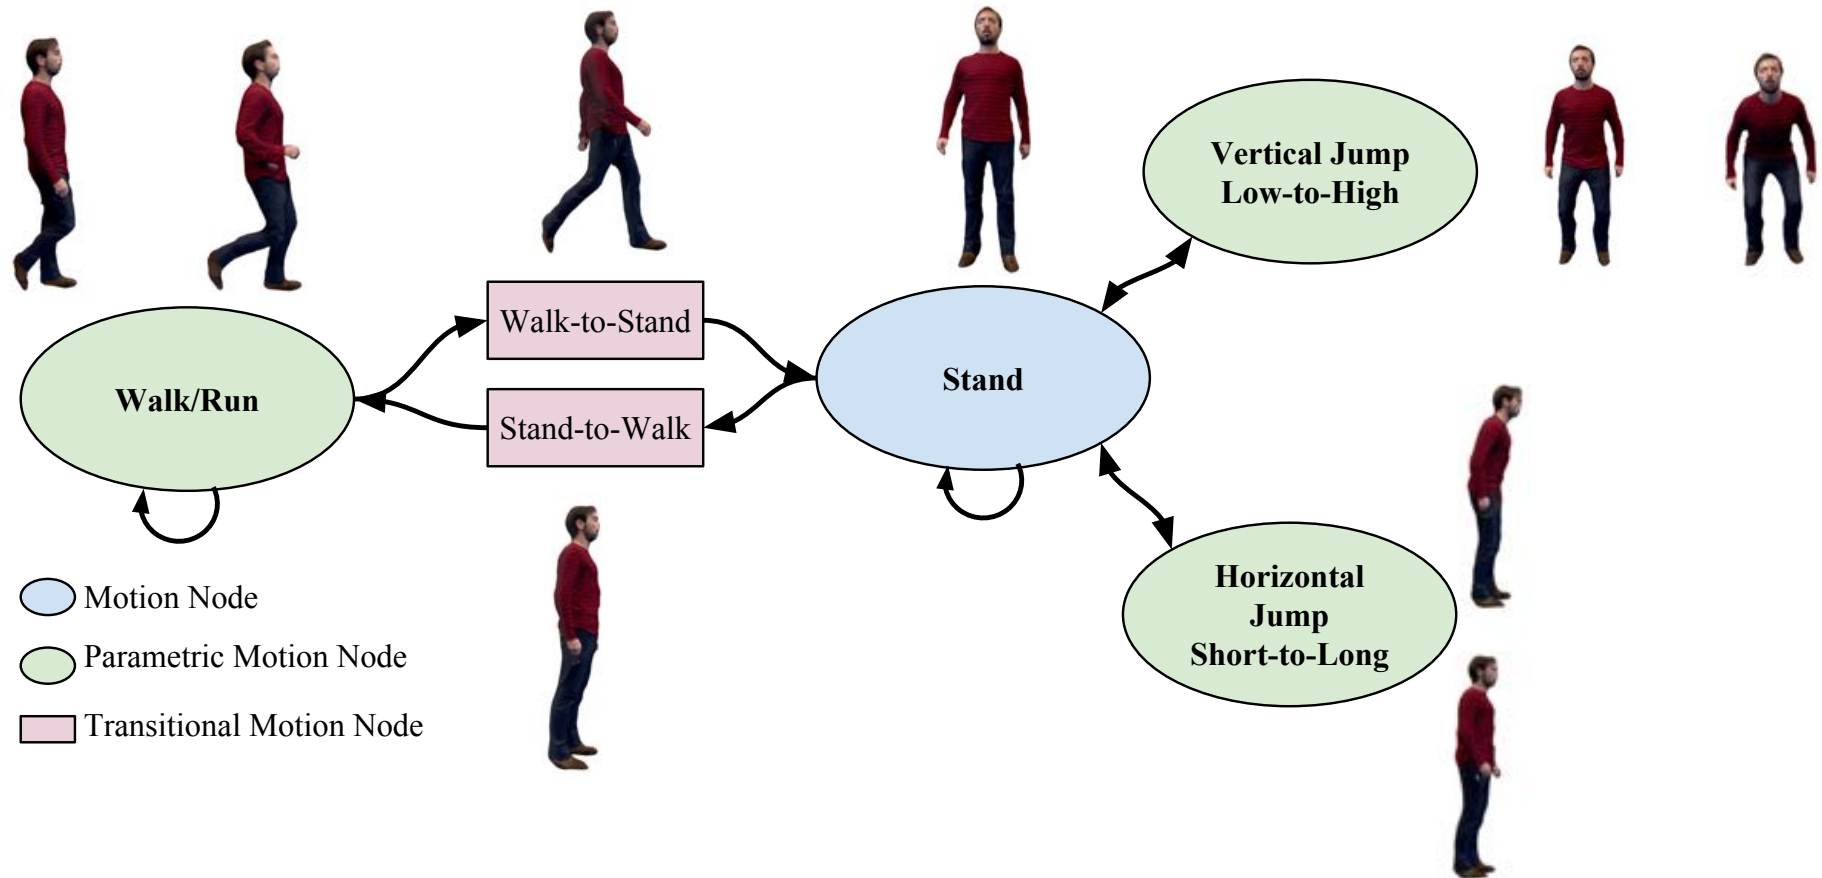 Vertical Jump
Low-to-High
Walk-to-Stand
Walk/Run
Stand
Stand-to-Walk
Horizontal
Jump
Short-to-Long
Motion Node
Parametric Motion Node
Transitional Motion Node